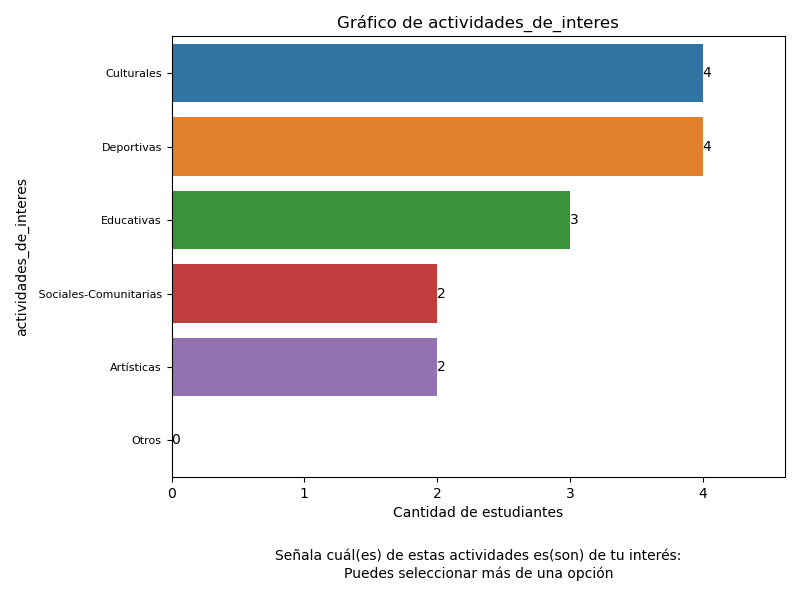 Gráfico de actividades_de_interes
Culturales
4
Deportivas
4
Educativas
3
Sociales-Comunitarias
2
Artísticas
2
Otros
0
actividades_de_interes
0 1 2 3 4
Cantidad de estudiantes
Señala cuál(es) de estas actividades es(son) de tu interés:
Puedes seleccionar más de una opción